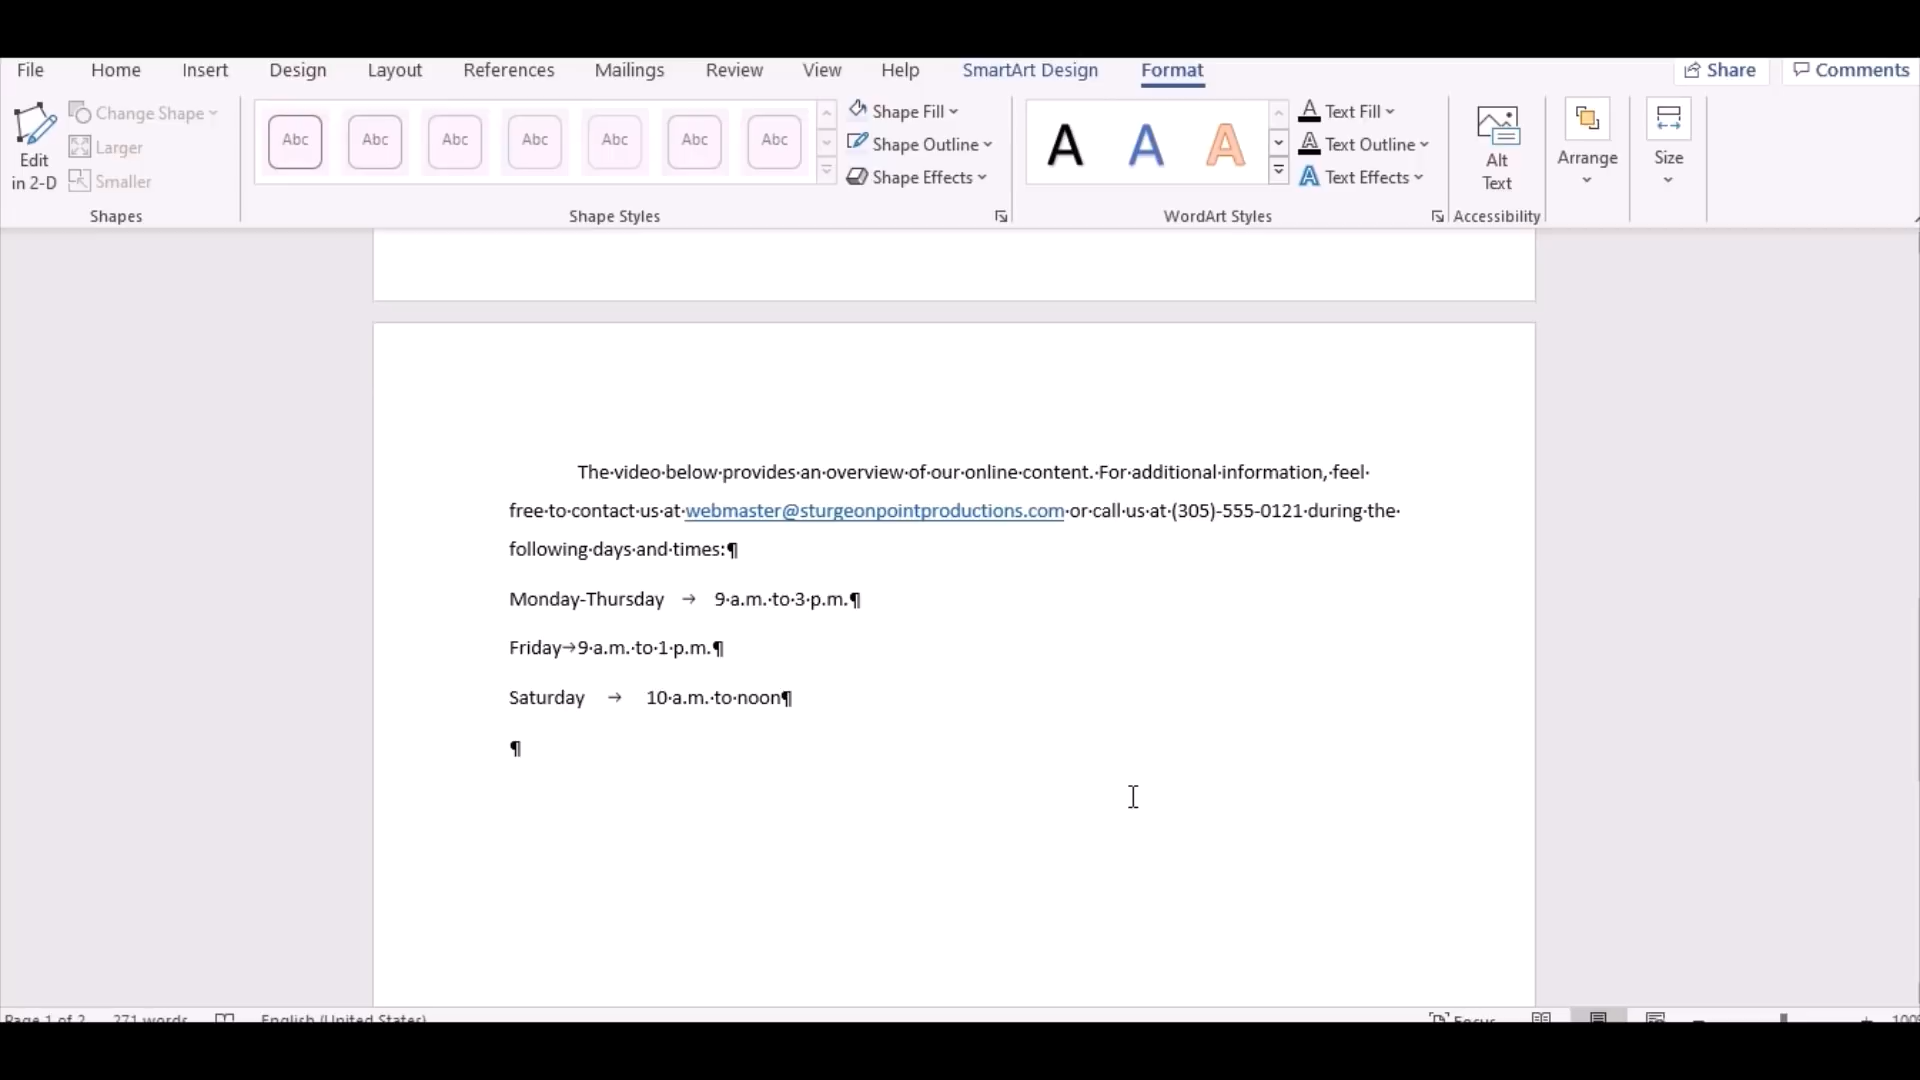 File Home Insert Design Layout References Mailings Review View Help SmartArt Design Format Share Comments
Edit in 2-D
Change Shape
Larger
Smaller
Shapes
Abc Abc Abc Abc Abc Abc Abc
Shape Fill
Shape Outline
Shape Effects
Shape Styles
A A A
Text Fill
Text Outline
Text Effects
WordArt Styles
Alt Text
Accessibility
Arrange
Size
The·video·below·provides·an·overview·of·our·online·content.·For·additional·information,·feel·
free·to·contact·us·at·webmaster@sturgeonpointproductions.com·or·call·us·at·(305)-555-0121·during·the·
following·days·and·times:¶
Monday-Thursday → 9·a.m.·to·3·p.m.¶
Friday→9·a.m.·to·1·p.m.¶
Saturday → 10·a.m.·to·noon¶
¶
Page 1 of 2 271 words English (United States) Focus 100